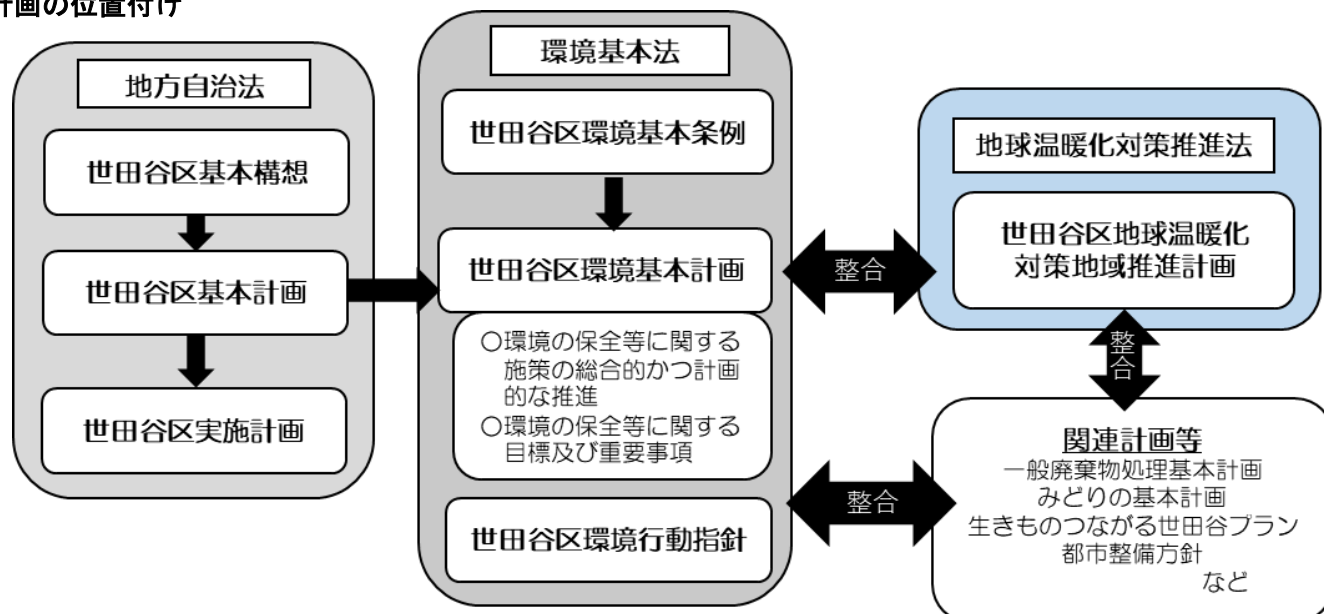 計画の位置付け
地方自治法
世田谷区基本構想
世田谷区基本計画
世田谷区実施計画
環境基本法
世田谷区環境基本条例
世田谷区環境基本計画
〇環境の保全等に関する
施策の総合的かつ計画
的な推進
〇環境の保全等に関する
目標及び重要事項
世田谷区環境行動指針
整合
整合
地球温暖化対策推進法
世田谷区地球温暖化
対策地域推進計画
整合
関連計画等
一般廃棄物処理基本計画
みどりの基本計画
生きものつながる世田谷プラン
都市整備方針
など